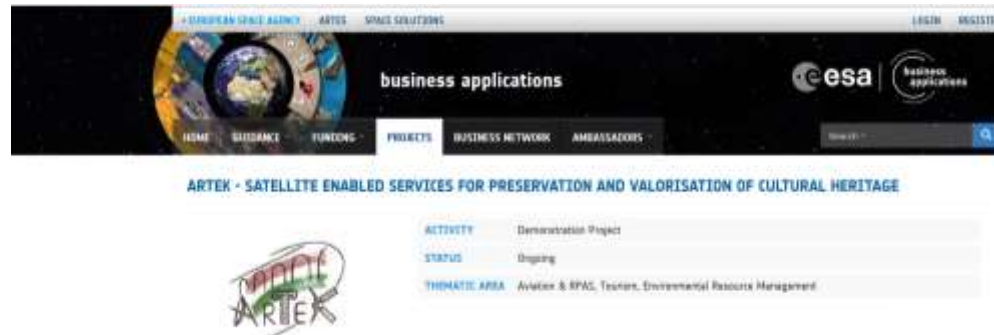 EUROPEAN SPACE AGENCY ARTES SPACE SOLUTIONS LOGIN REGISTE
business applications
esa business applications
HOME GUIDANCE FUNDING PROJECTS BUSINESS NETWORK AMBASSADORS Search
ARTEK - SATELLITE ENABLED SERVICES FOR PRESERVATION AND VALORISATION OF CULTURAL HERITAGE
ACTIVITY Demonstration Project
STATUS Ongoing
THEMATIC AREA Aviation & RPAS, Tourism, Environmental Resource Management
ARTEK